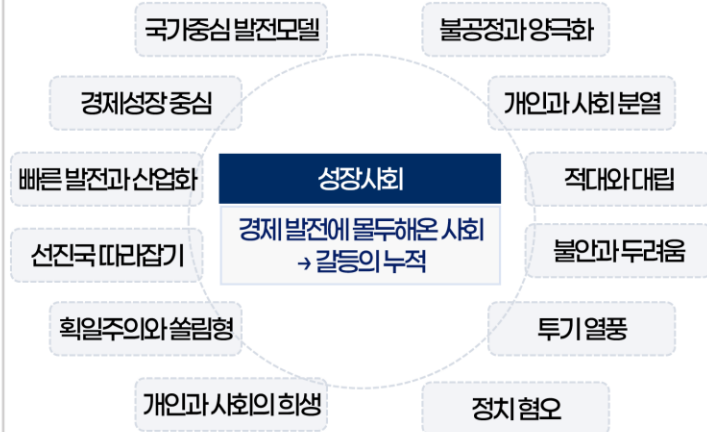 국가중심 발전모델
불공정과 양극화
경제성장 중심
개인과 사회 분열
빠른 발전과 산업화
성장사회
적대와 대립
경제 발전에 몰두해온 사회
→ 갈등의 누적
선진국 따라잡기
불안과 두려움
획일주의와 쏠림형
투기 열풍
개인과 사회의 희생
정치 혐오